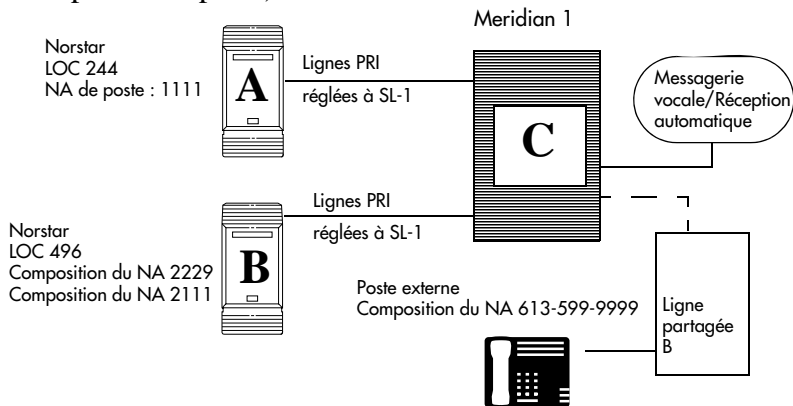 Meridian 1
Norstar
LOC 244
NA de poste : 1111
A
Lignes PRI
réglées à SL-1
C
Messagerie
vocale/Réception
automatique
Norstar
LOC 496
Composition du NA 2229
Composition du NA 2111
B
Lignes PRI
réglées à SL-1
Poste externe
Composition du NA 613-599-9999
Ligne
partagée
B